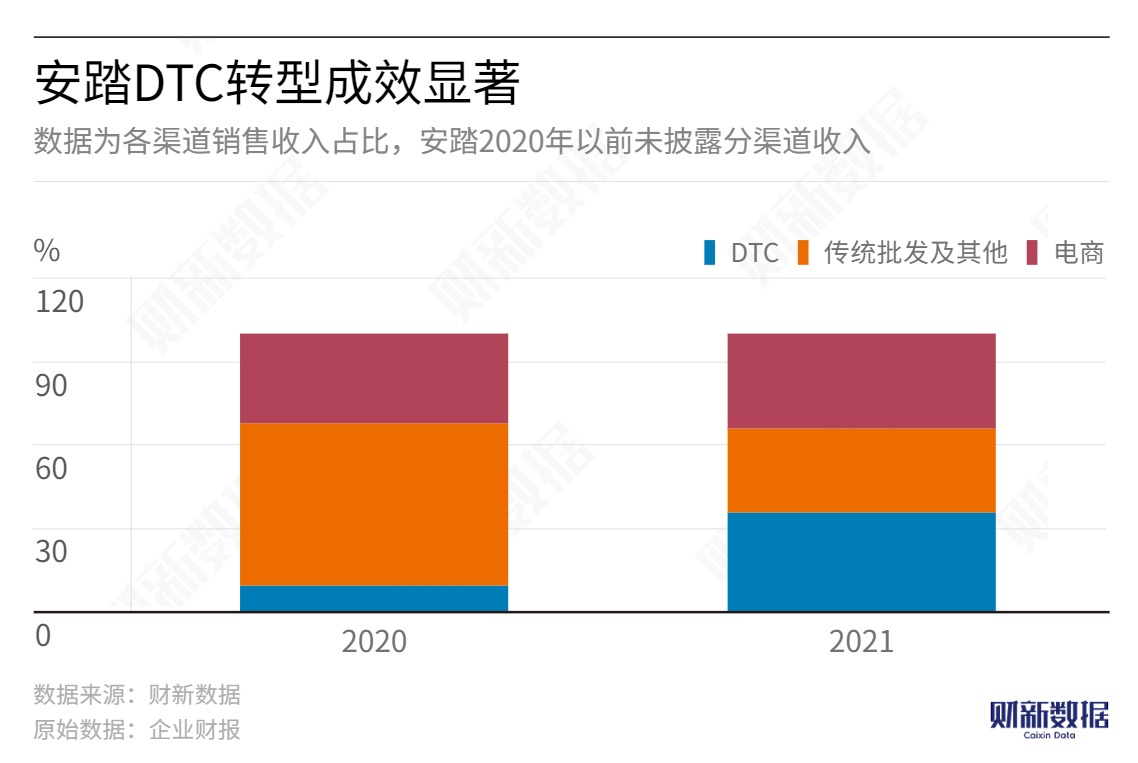 安踏DTC转型成效显著
数据为各渠道销售收入占比，安踏2020年以前未披露分渠道收入
%
DTC 传统批发及其他 电商
120
90
60
30
0
2020 2021
数据来源：财新数据
原始数据：企业财报
财新数据
Caixin Data